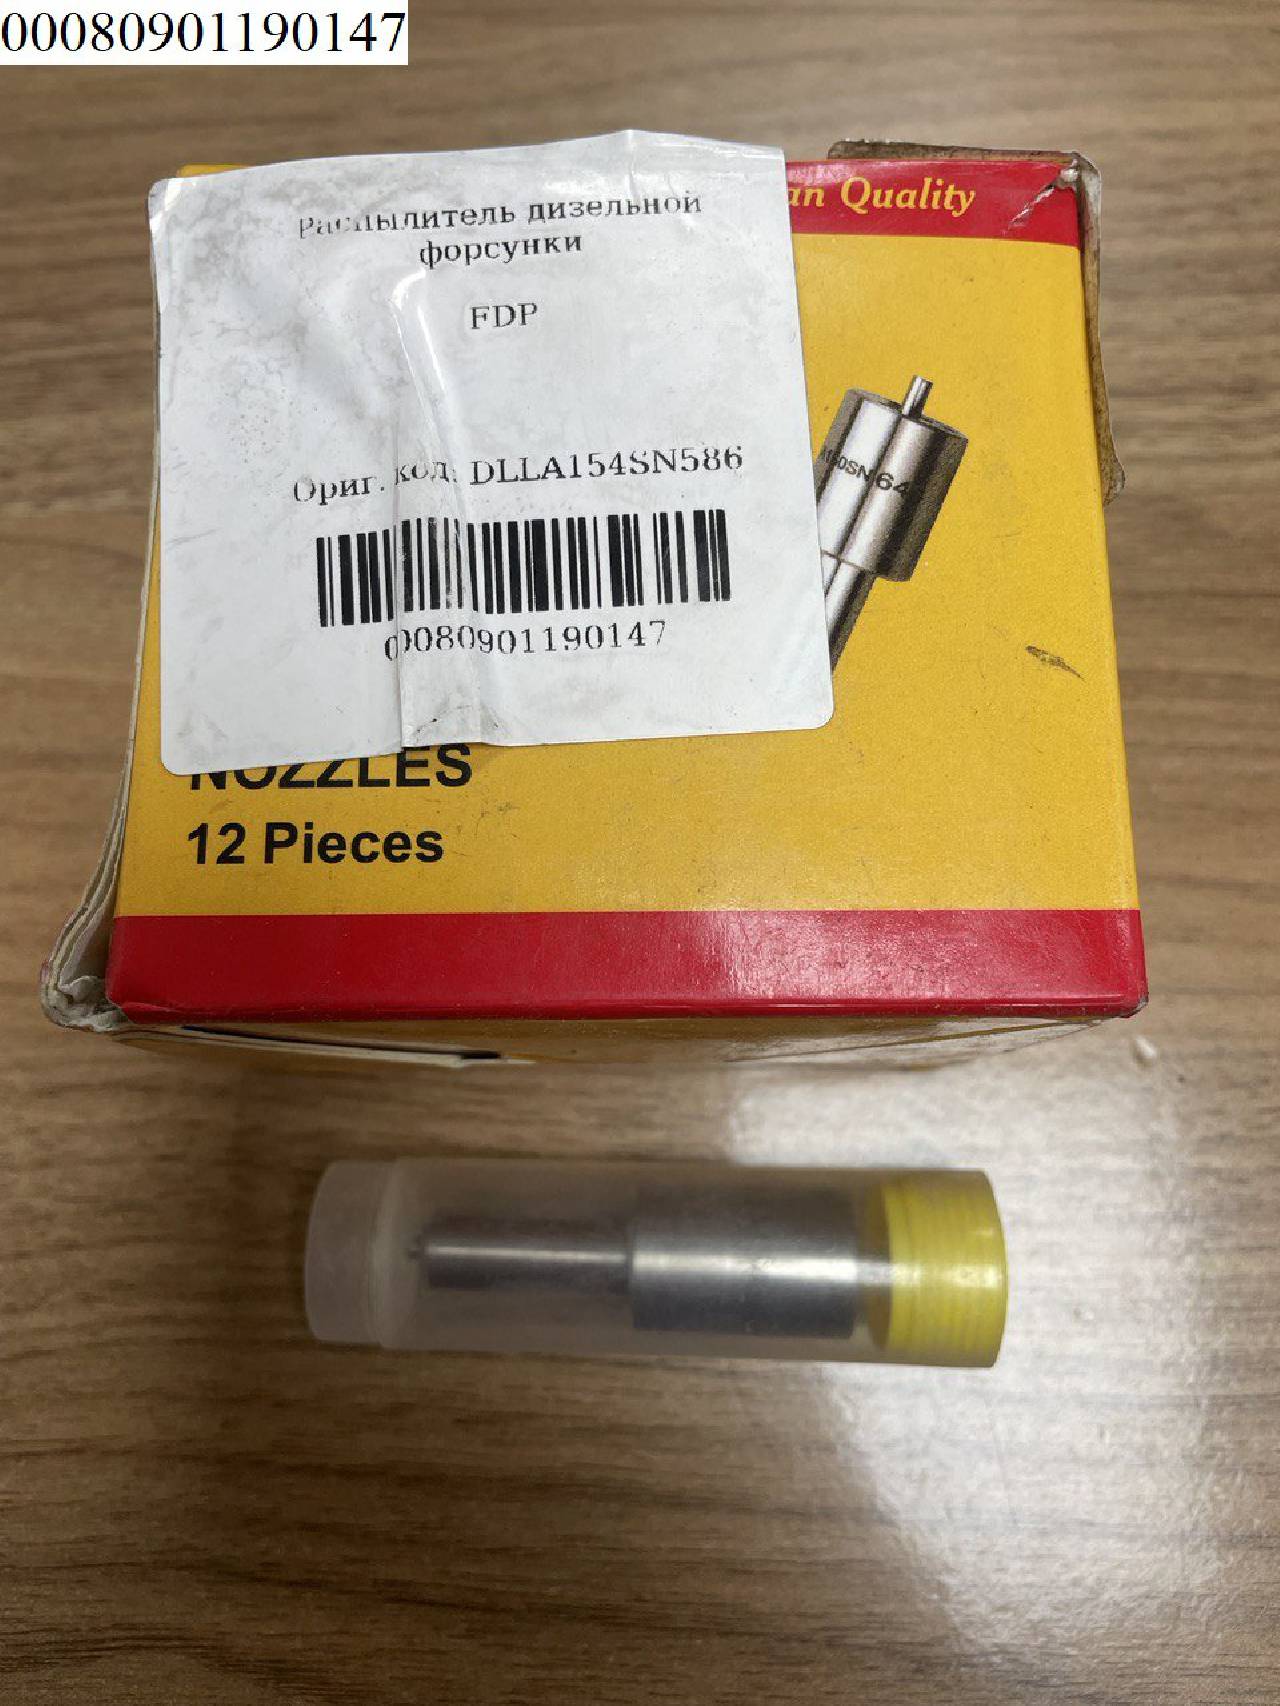 00080901190147
an Quality
Распылитель дизельной
форсунки
FDP
Ориг. код: DLLA154SN586
00080901190147
NOZZLES
12 Pieces